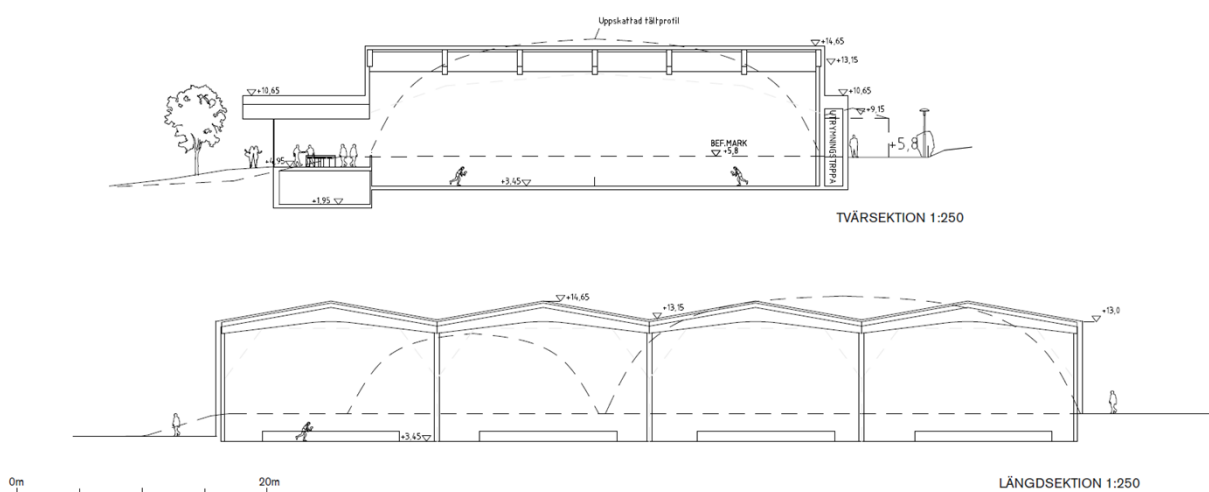 Uppskattad tältprofil
+14,65
+13,15
+10,65
+10,65
+9,15
UTRYMNINGSTRPPA
BEF.MARK
+5,8
+5,8
+4,95
+3,45
+1,95
TVÄRSEKTION 1:250
+14,65
+13,15
+13,0
+3,45
0m
20m
LÄNGDSEKTION 1:250